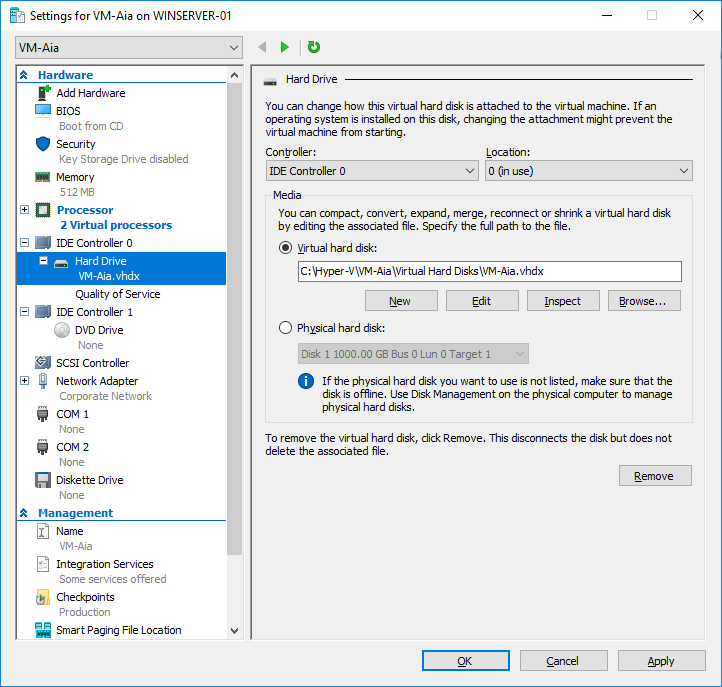 Settings for VM-Aia on WINSERVER-01
VM-Aia
Hardware
Add Hardware
BIOS
Boot from CD
Security
Key Storage Drive disabled
Memory
512 MB
Processor
2 Virtual processors
IDE Controller 0
Hard Drive
VM-Aia.vhdx
Quality of Service
IDE Controller 1
DVD Drive
None
SCSI Controller
Network Adapter
Corporate Network
COM 1
None
COM 2
None
Diskette Drive
None
Management
Name
VM-Aia
Integration Services
Some services offered
Checkpoints
Production
Smart Paging File Location
Hard Drive
You can change how this virtual hard disk is attached to the virtual machine. If an
operating system is installed on this disk, changing the attachment might prevent the
virtual machine from starting.
Controller: Location:
IDE Controller 0 0 (in use)
Media
You can compact, convert, expand, merge, reconnect or shrink a virtual hard disk
by editing the associated file. Specify the full path to the file.
Virtual hard disk:
C:\Hyper-V\VM-Aia\Virtual Hard Disks\VM-Aia.vhdx
New Edit Inspect Browse...
Physical hard disk:
Disk 1 1000.00 GB Bus 0 Lun 0 Target 1
If the physical hard disk you want to use is not listed, make sure that the
disk is offline. Use Disk Management on the physical computer to manage
physical hard disks.
To remove the virtual hard disk, click Remove. This disconnects the disk but does not
delete the associated file.
Remove
OK Cancel Apply